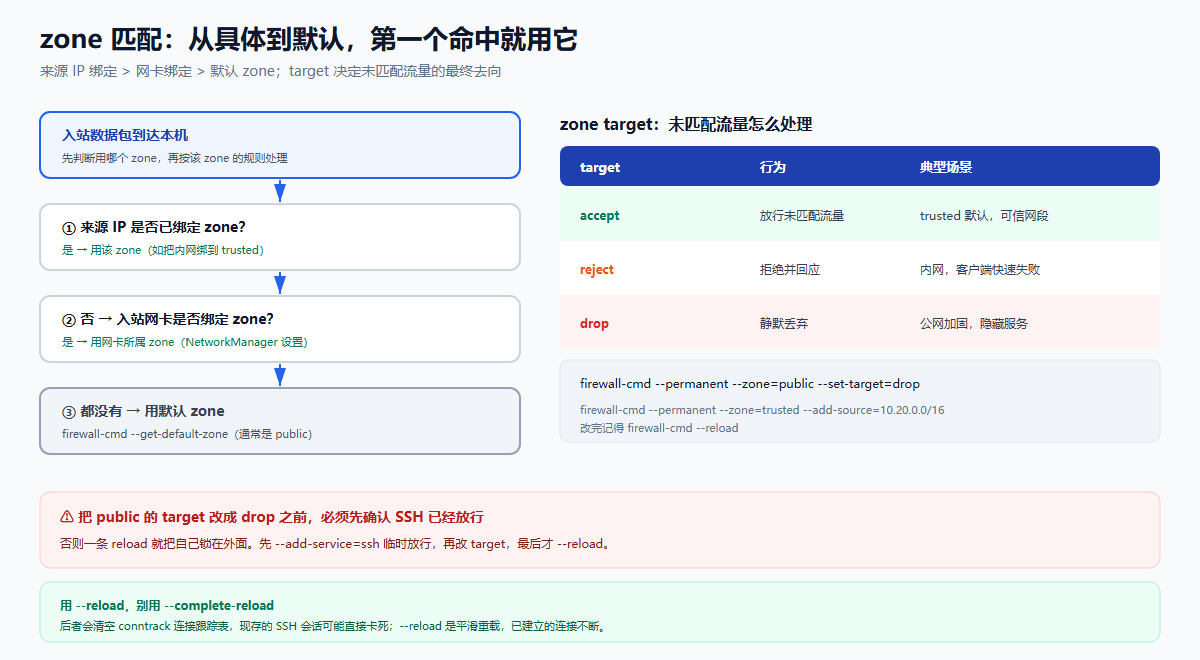 zone 匹配：从具体到默认，第一个命中就用它
来源 IP 绑定 > 网卡绑定 > 默认 zone；target 决定未匹配流量的最终去向
入站数据包到达本机
先判断用哪个 zone，再按该 zone 的规则处理
① 来源 IP 是否已绑定 zone？
是 → 用该 zone（如把内网绑到 trusted）
② 否 → 入站网卡是否绑定 zone？
是 → 用网卡所属 zone（NetworkManager 设置）
③ 都没有 → 用默认 zone
firewall-cmd --get-default-zone（通常是 public）
zone target：未匹配流量怎么处理
target 行为 典型场景
accept 放行未匹配流量 trusted 默认，可信网段
reject 拒绝并回应 内网，客户端快速失败
drop 静默丢弃 公网加固，隐藏服务
firewall-cmd --permanent --zone=public --set-target=drop
firewall-cmd --permanent --zone=trusted --add-source=10.20.0.0/16
改完记得 firewall-cmd --reload
⚠ 把 public 的 target 改成 drop 之前，必须先确认 SSH 已经放行
否则一条 reload 就把自己锁在外面。先 --add-service=ssh 临时放行，再改 target，最后才 --reload。
用 --reload，别用 --complete-reload
后者会清空 conntrack 连接跟踪表，现存的 SSH 会话可能直接卡死；--reload 是平滑重载，已建立的连接不断。